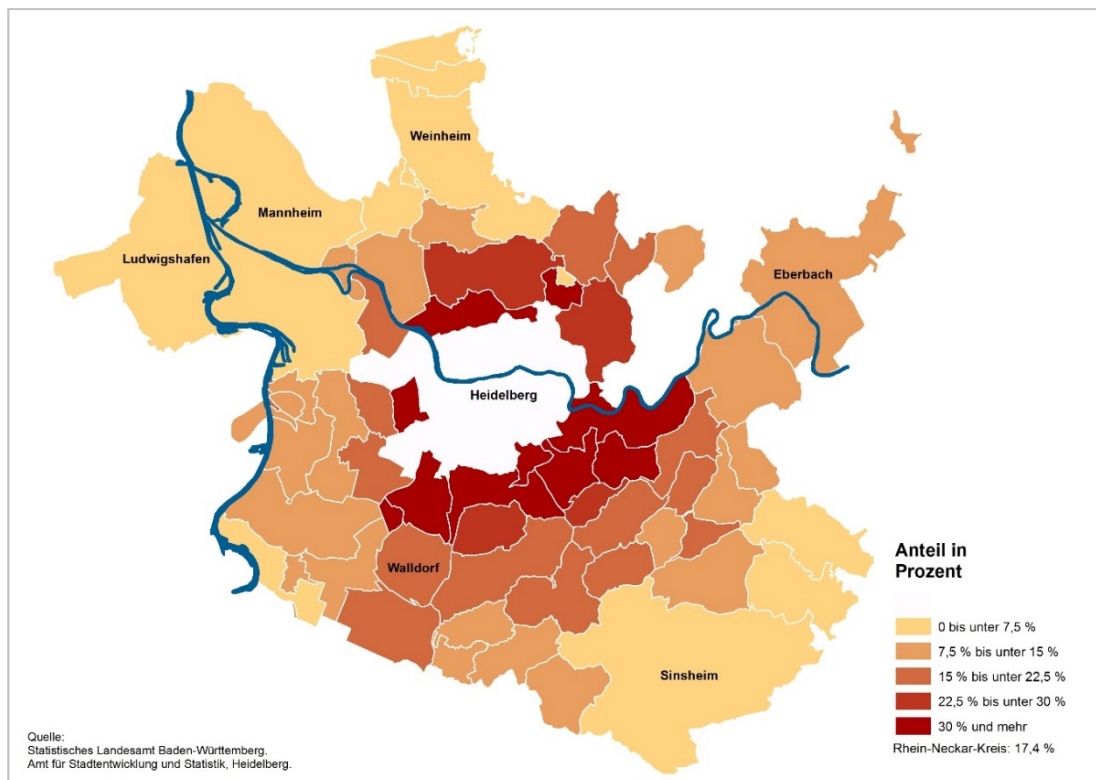 Weinheim
Mannheim
Ludwigshafen
Eberbach
Heidelberg
Walldorf
Sinsheim
Anteil in
Prozent
0 bis unter 7,5 %
7,5 % bis unter 15 %
15 % bis unter 22,5 %
22,5 % bis unter 30 %
30 % und mehr
Rhein-Neckar-Kreis: 17,4 %
Quelle:
Statistisches Landesamt Baden-Württemberg.
Amt für Stadtentwicklung und Statistik, Heidelberg.